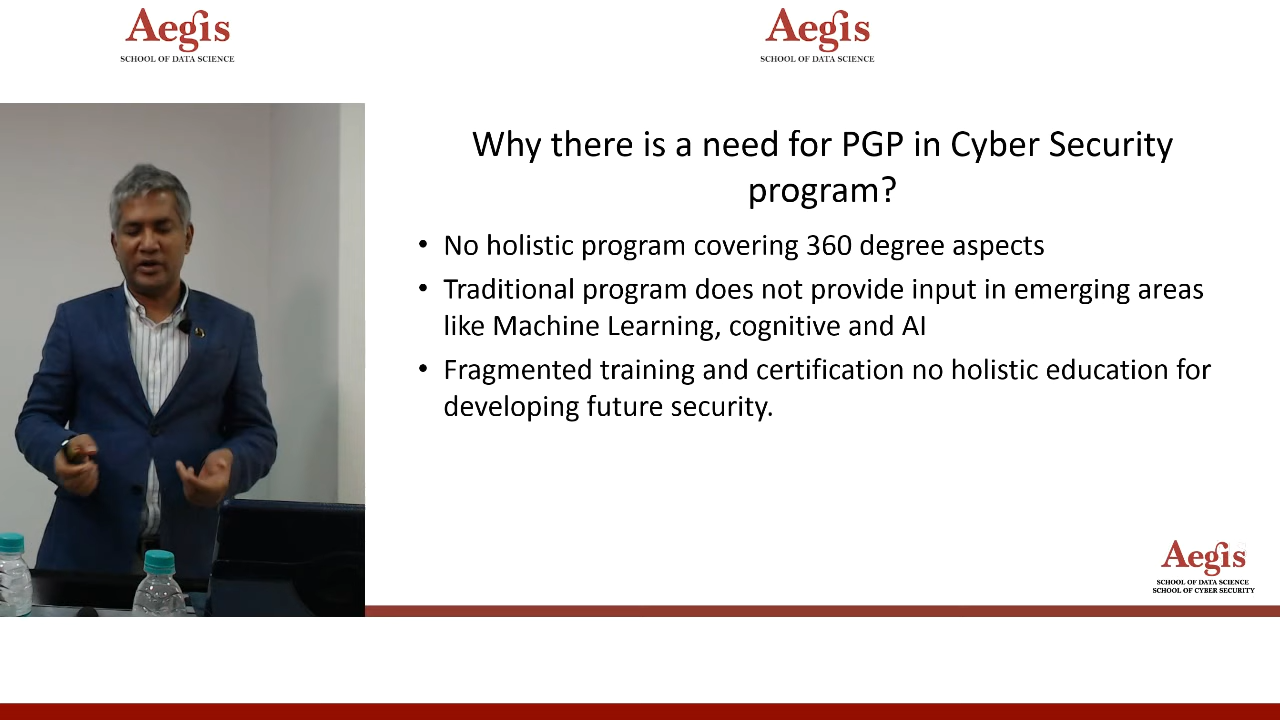 Aegis
SCHOOL OF DATA SCIENCE
Aegis
SCHOOL OF DATA SCIENCE
Why there is a need for PGP in Cyber Security
program?
• No holistic program covering 360 degree aspects
• Traditional program does not provide input in emerging areas
like Machine Learning, cognitive and AI
• Fragmented training and certification no holistic education for
developing future security.
Aegis
SCHOOL OF DATA SCIENCE
SCHOOL OF CYBER SECURITY